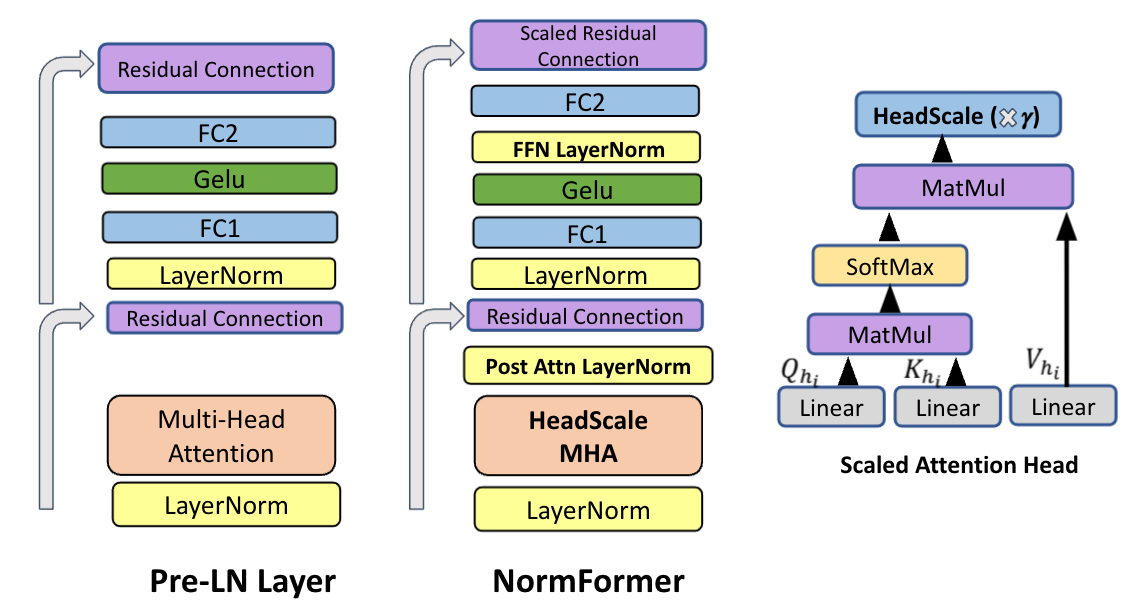 Residual Connection
FC2
Gelu
FC1
LayerNorm
Residual Connection
Multi-Head
Attention
LayerNorm
Pre-LN Layer
Scaled Residual
Connection
FC2
FFN LayerNorm
Gelu
FC1
LayerNorm
Residual Connection
Post Attn LayerNorm
HeadScale
MHA
LayerNorm
NormFormer
HeadScale (✖ γ)
MatMul
SoftMax
MatMul
Q_{h_i} K_{h_i} V_{h_i}
Linear Linear Linear
Scaled Attention Head